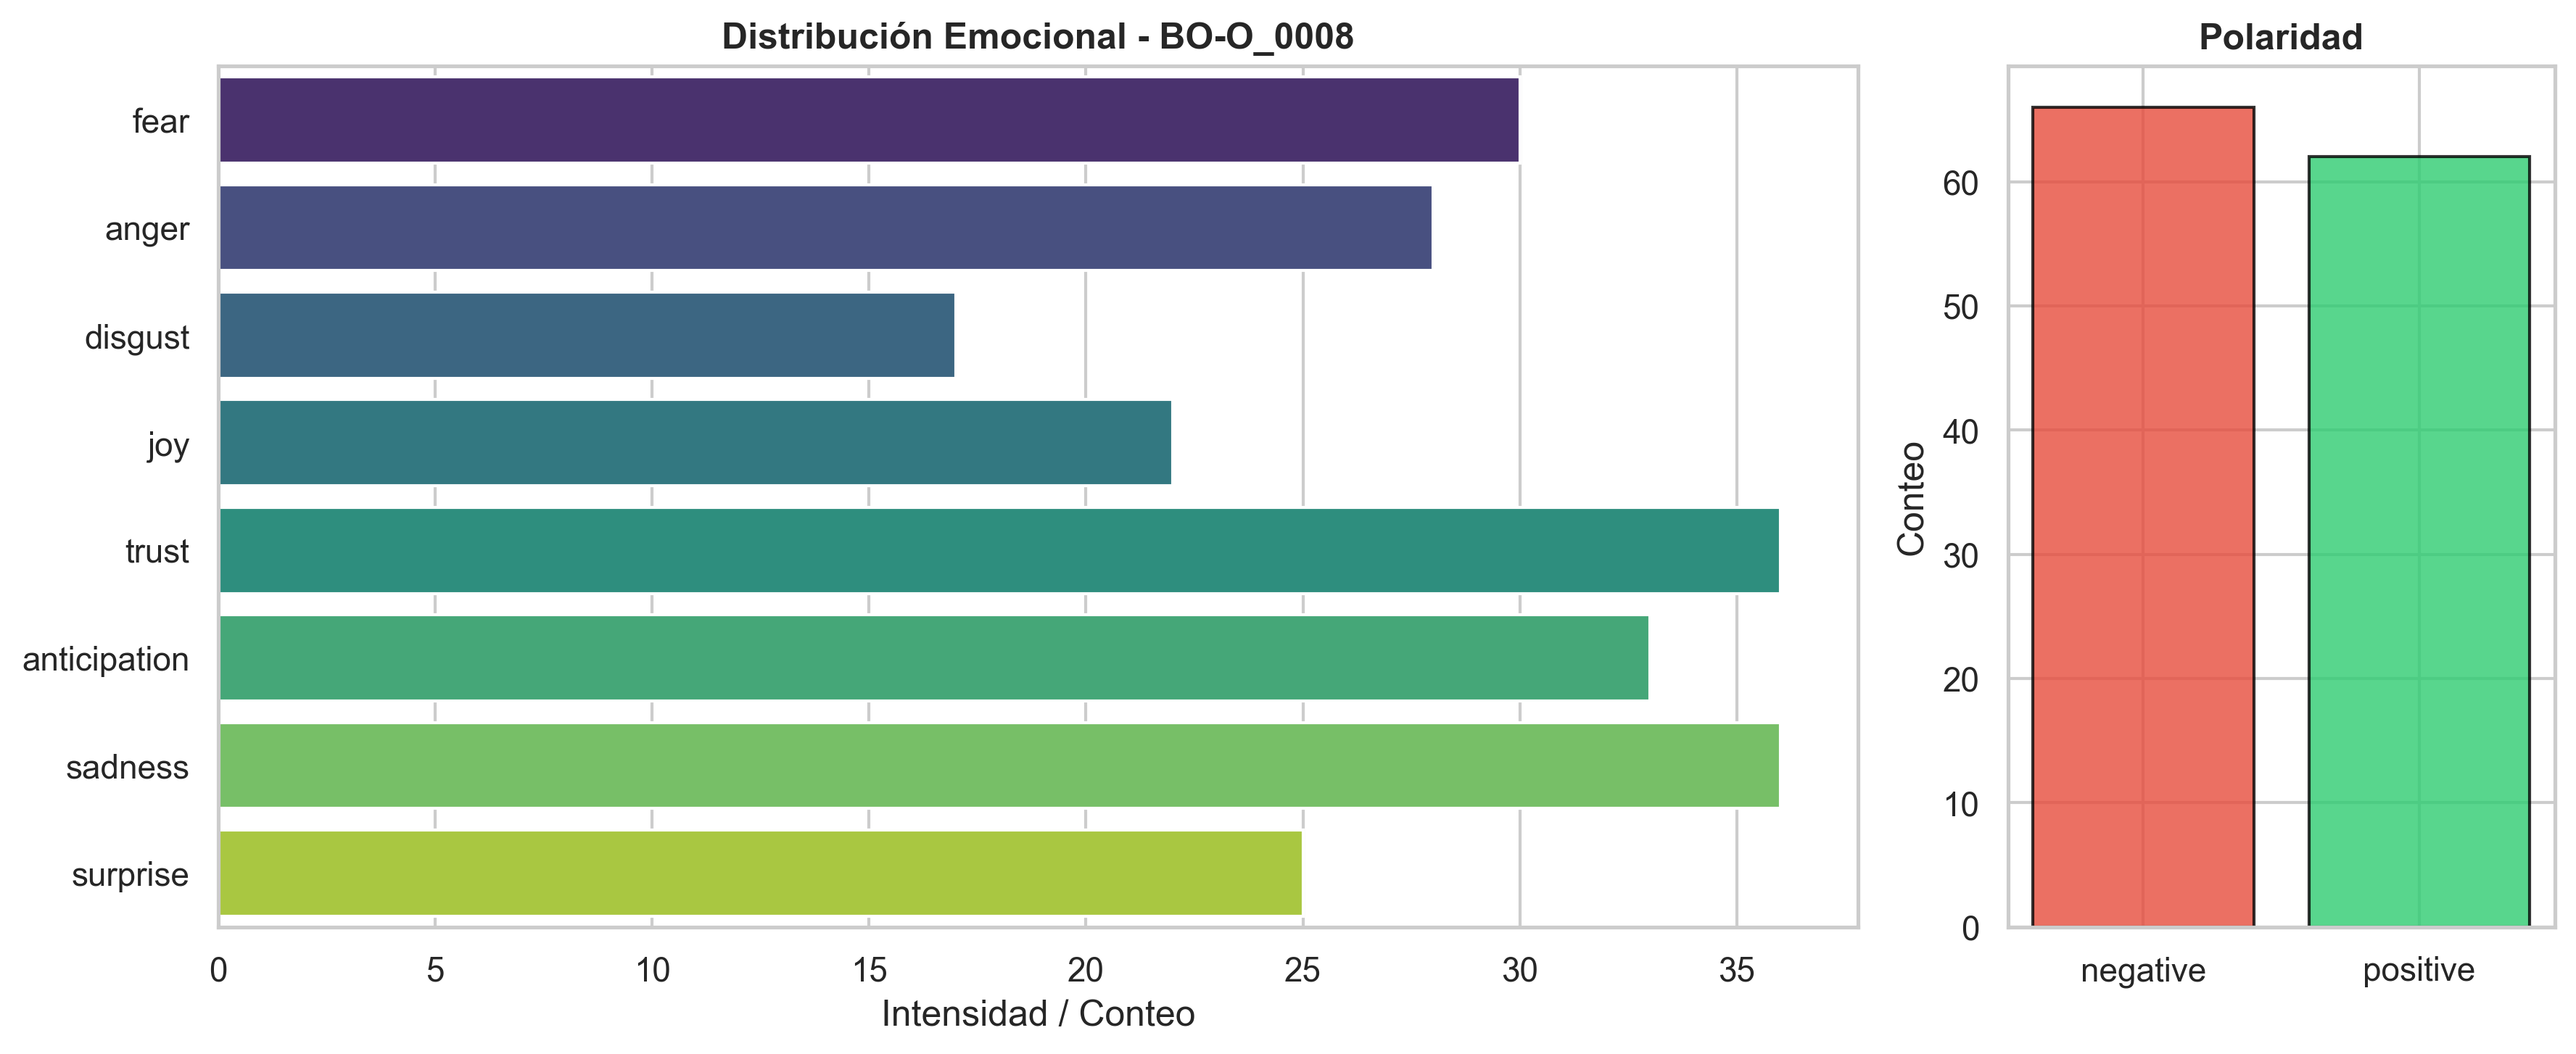 Distribución Emocional - BO-O_0008
fear
anger
disgust
joy
trust
anticipation
sadness
surprise
0 5 10 15 20 25 30 35
Intensidad / Conteo
Polaridad
Conteo
60
50
40
30
20
10
0
negative positive